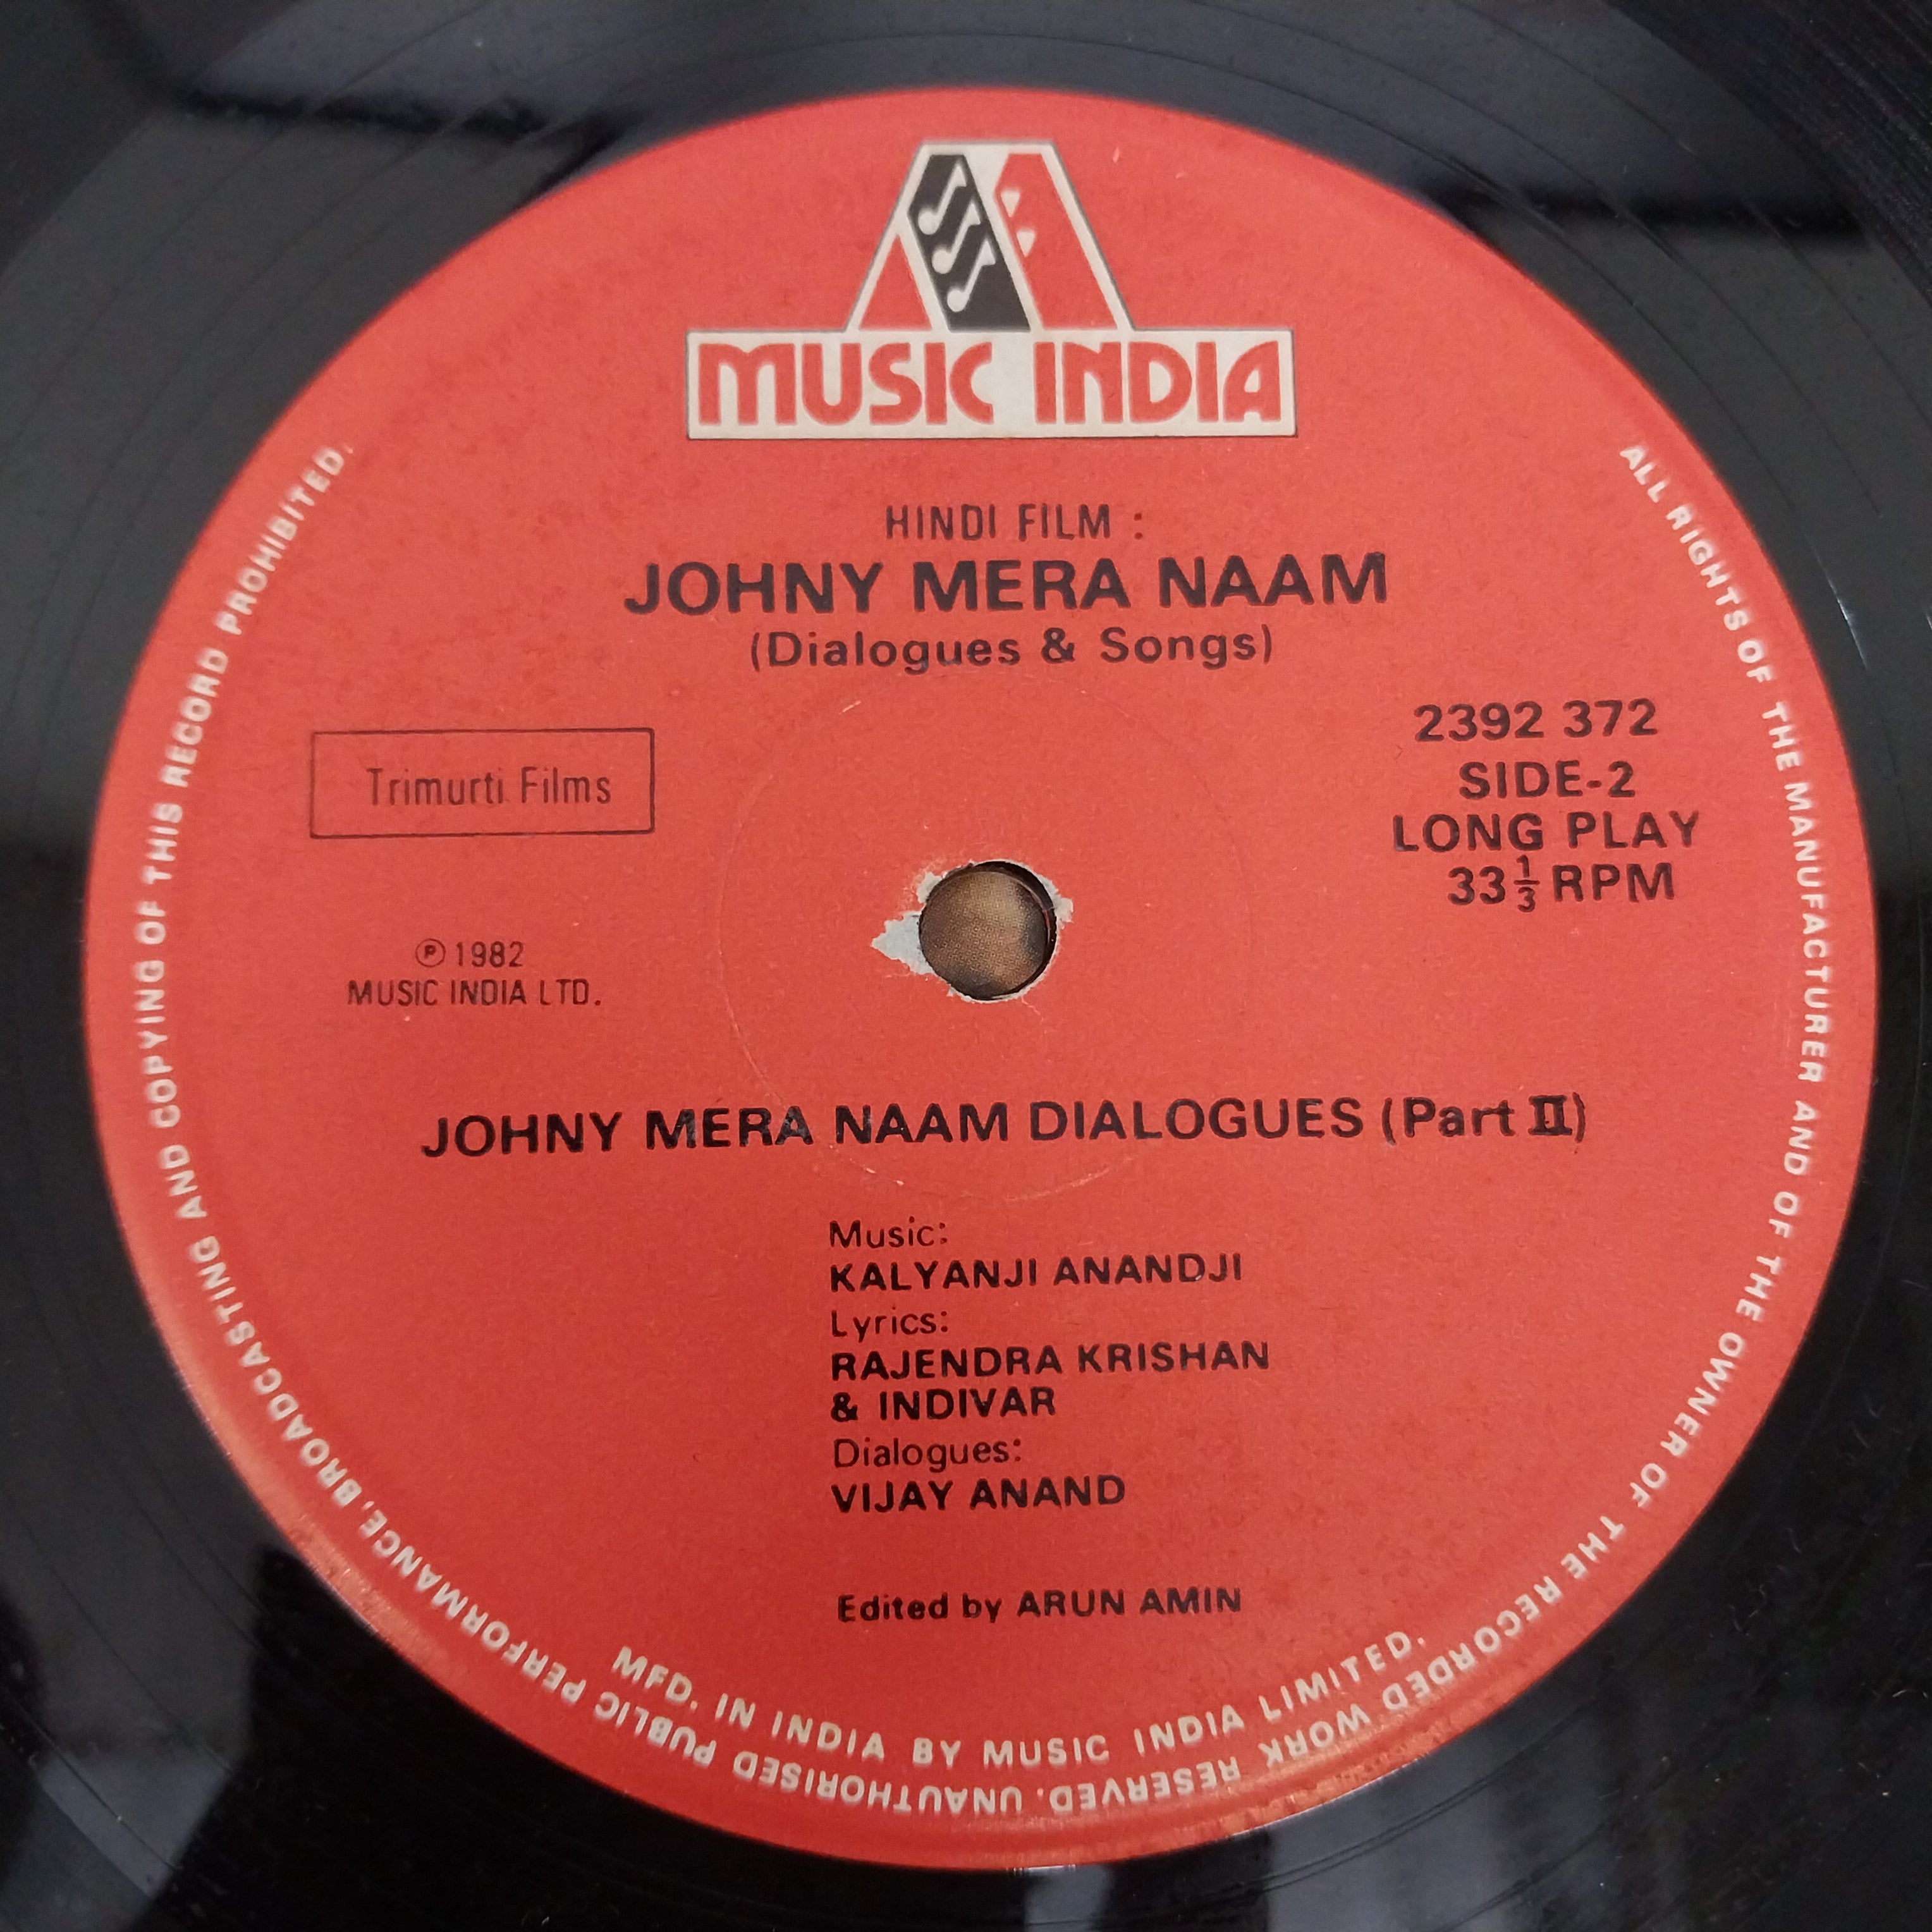 MUSIC INDIA
HINDI FILM :
JOHNY MERA NAAM
(Dialogues & Songs)
Trimurti Films
2392 372
SIDE-2
LONG PLAY
33⅓ RPM
℗ 1982
MUSIC INDIA LTD.
JOHNY MERA NAAM DIALOGUES (Part II)
Music:
KALYANJI ANANDJI
Lyrics:
RAJENDRA KRISHAN
& INDIVAR
Dialogues:
VIJAY ANAND
Edited by ARUN AMIN
MFD. IN INDIA BY MUSIC INDIA LIMITED.
ALL RIGHTS OF THE MANUFACTURER AND OF THE OWNER OF THE RECORDED WORK RESERVED. UNAUTHORISED PUBLIC PERFORMANCE, BROADCASTING AND COPYING OF THIS RECORD PROHIBITED.